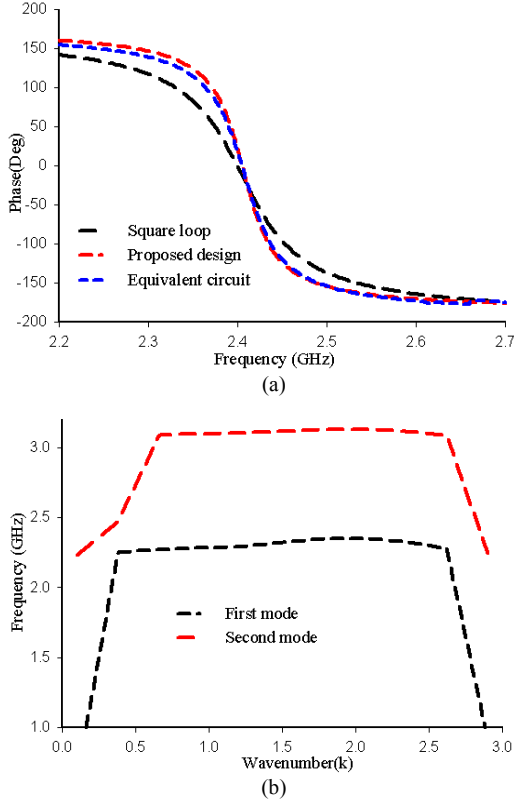 200
150
100
50
0
-50
-100
-150
-200
Phase(Deg)
Square loop
Proposed design
Equivalent circuit
2.2 2.3 2.4 2.5 2.6 2.7
Frequency (GHz)
(a)
3.0
2.5
2.0
1.5
1.0
Frequency (GHz)
First mode
Second mode
0.0 0.5 1.0 1.5 2.0 2.5 3.0
Wavenumber(k)
(b)